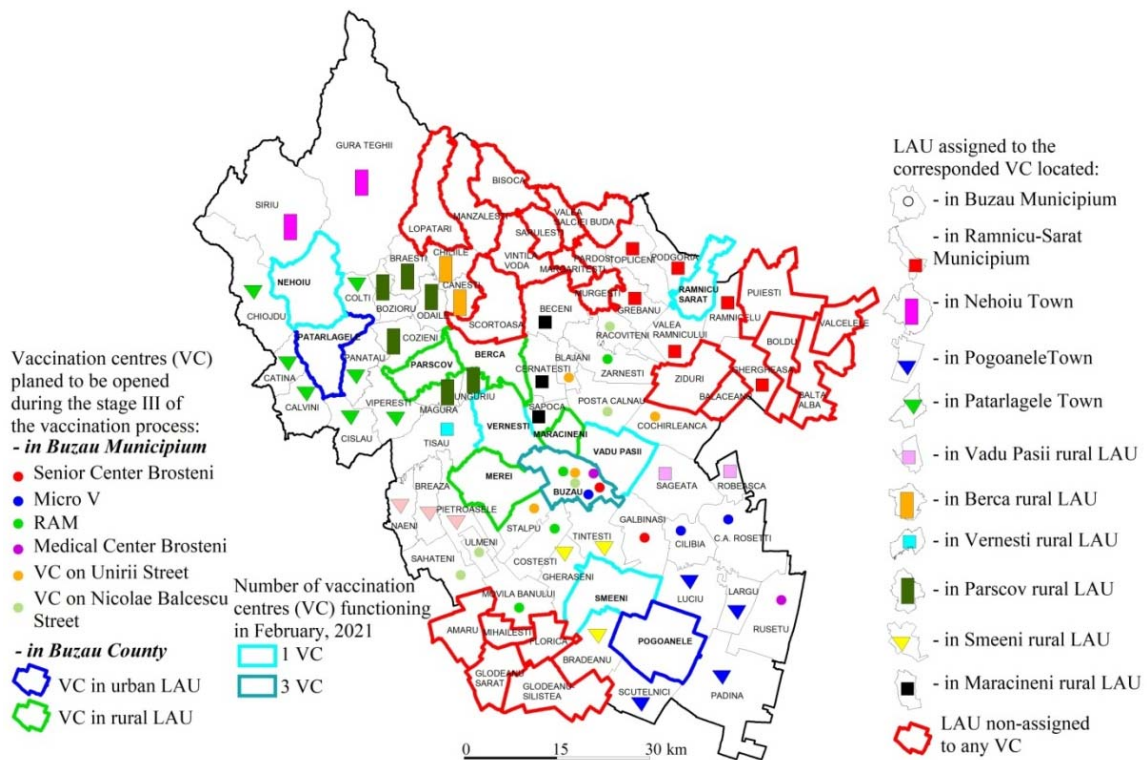 GURA TEGHII
SIRIU
BISOCA
LOPATARI
MANZALESTI
VALEA
SALCIEI BUDA
SARULESTI
VINTILA
VODA
PARDOSI
TOPLICENI
PODGORIA
MARGARITESTI
MURGESTI
GREBANU
RAMNICU
SARAT
RAMNICELU
PUIESTI
VALCELELE
BOLDU
BALTA
ALBA
GHERGHEASA
BALACEANU
ZIDURI
VALEA
RAMNICULUI
RACOVITENI
NEHOIU
CHIOJDU
COLTI
BRAESTI
CHILIILE
CANESTI
BOZIORU
ODAILE
SCORTOASA
BECENI
PATARLAGELE
PANATAU
COZIENI
PARSCOV
BERCA
CERNATESTI
BLAJANI
ZARNESTI
CATINA
CALVINI
CISLAU
VIPERESTI
MAGURA
UNGURIU
SAPOCA
POSTA CALNAU
COCHIRLEANCA
TISAU
VERNESTI
MARACINENI
VADU PASII
MEREI
BUZAU
BREAZA
NAENI
PIETROASELE
STALPU
ULMENI
SAHATENI
COSTESTI
TINTESTI
GALBINASI
SAGEATA
ROBEASCA
CILIBIA
C.A. ROSETTI
GHERASENI
SMEENI
LUCIU
LARGU
RUSETU
MOVILA BANULUI
AMARU
MIHAILESTI
FLORICA
BRADEANU
POGOANELE
GLODEANU
SARAT
GLODEANU
SILISTEA
SCUTELNICI
PADINA
Vaccination centres (VC)
planed to be opened
during the stage III of
the vaccination process:
- in Buzau Municipium
Senior Center Brosteni
Micro V
RAM
Medical Center Brosteni
VC on Unirii Street
VC on Nicolae Balcescu
Street
- in Buzau County
VC in urban LAU
VC in rural LAU
Number of vaccination
centres (VC) functioning
in February, 2021
1 VC
3 VC
0 15 30 km
LAU assigned to the
corresponded VC located:
- in Buzau Municipium
- in Ramnicu-Sarat
Municipium
- in Nehoiu Town
- in PogoaneleTown
- in Patarlagele Town
- in Vadu Pasii rural LAU
- in Berca rural LAU
- in Vernesti rural LAU
- in Parscov rural LAU
- in Smeeni rural LAU
- in Maracineni rural LAU
LAU non-assigned
to any VC